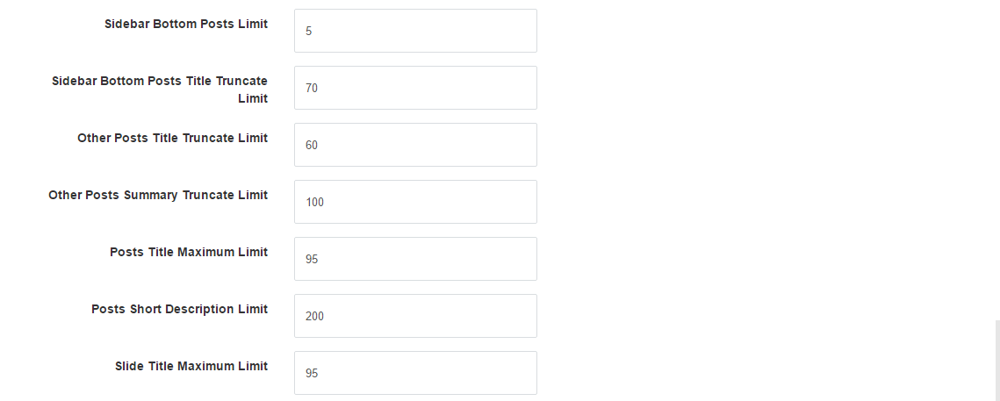 Sidebar Bottom Posts Limit
5
Sidebar Bottom Posts Title Truncate
Limit
70
Other Posts Title Truncate Limit
60
Other Posts Summary Truncate Limit
100
Posts Title Maximum Limit
95
Posts Short Description Limit
200
Slide Title Maximum Limit
95